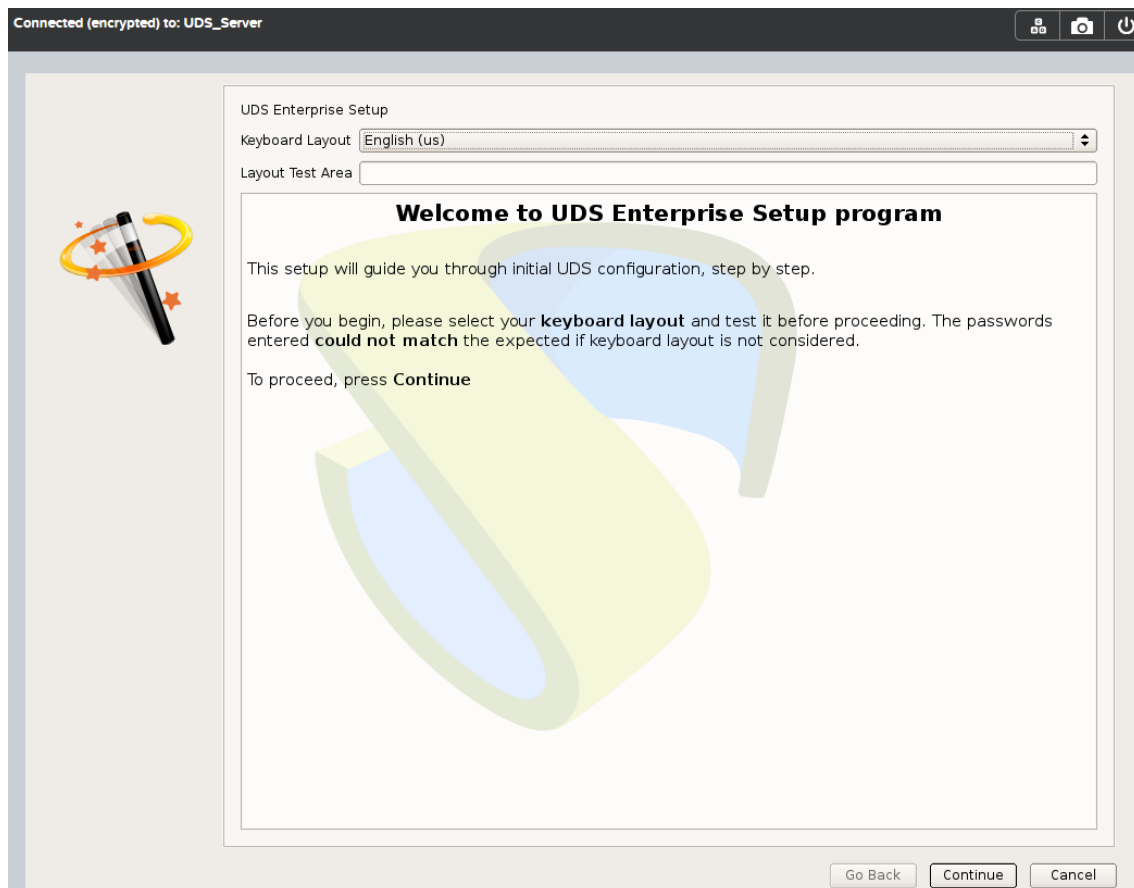 Connected (encrypted) to: UDS_Server
UDS Enterprise Setup
Keyboard Layout English (us)
Layout Test Area
Welcome to UDS Enterprise Setup program
This setup will guide you through initial UDS configuration, step by step.
Before you begin, please select your keyboard layout and test it before proceeding. The passwords
entered could not match the expected if keyboard layout is not considered.
To proceed, press Continue
Go Back Continue Cancel